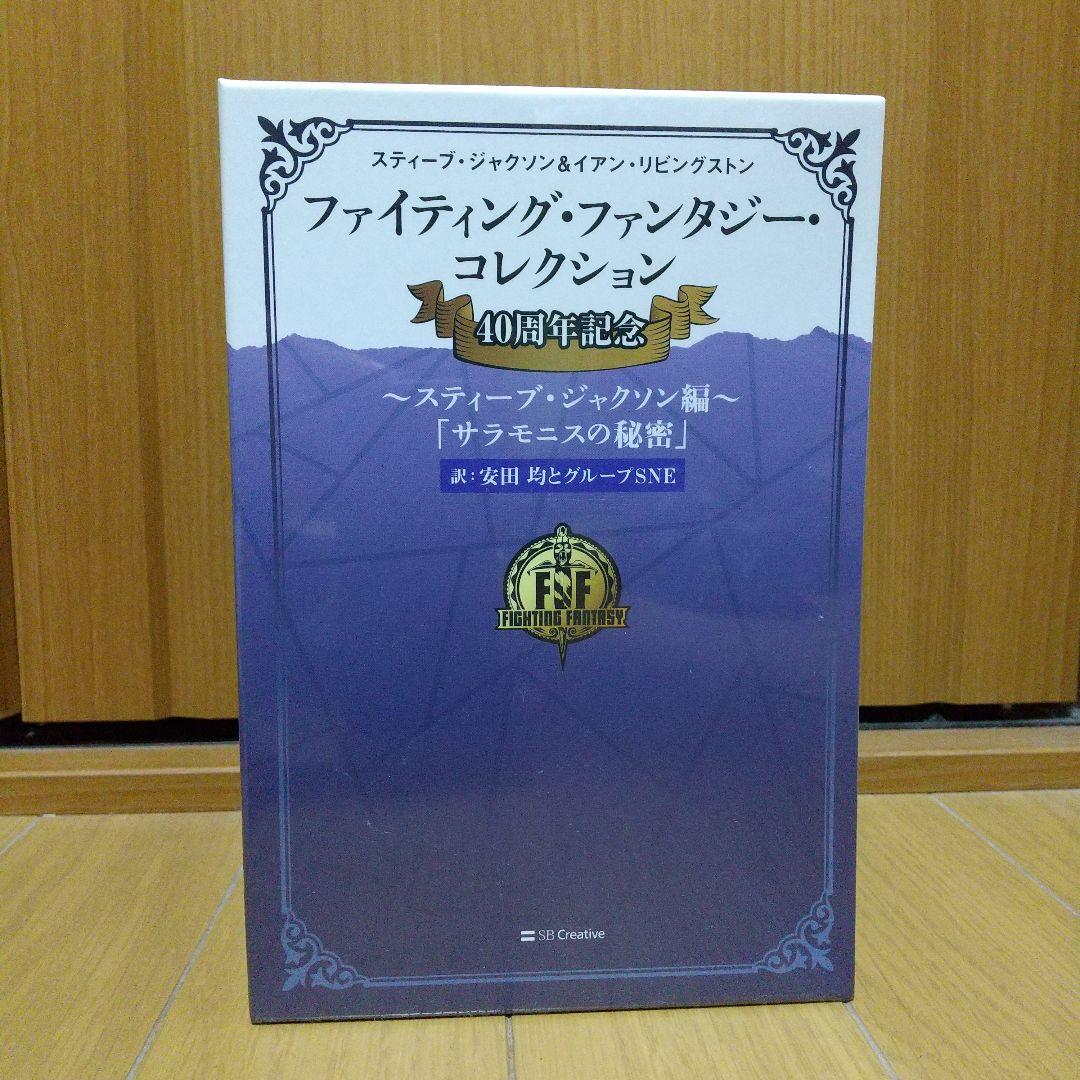 スティーブ・ジャクソン&イアン・リビングストン
ファイティング・ファンタジー・
コレクション
40周年記念
～スティーブ・ジャクソン編～
「サラモニスの秘密」
訳：安田 均とグループSNE
FF
FIGHTING FANTASY
SB Creative